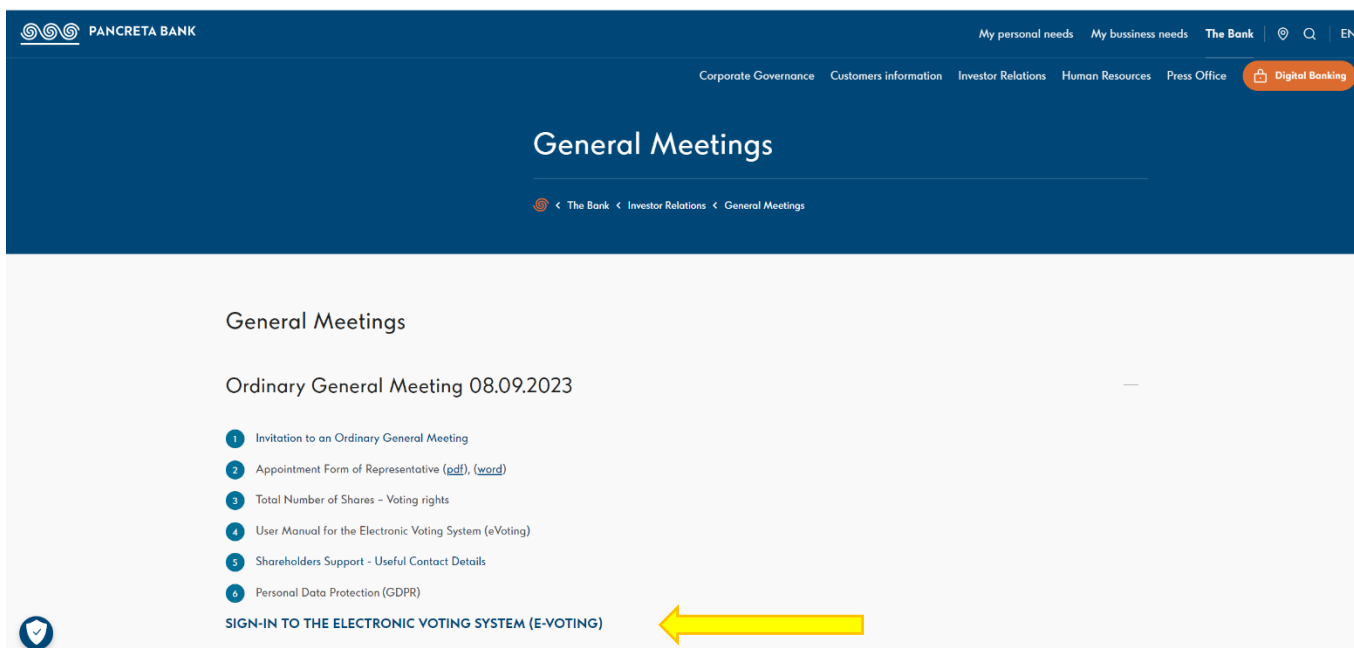 PANCRETA BANK
My personal needs My bussiness needs The Bank EN
Corporate Governance Customers information Investor Relations Human Resources Press Office Digital Banking
General Meetings
< The Bank < Investor Relations < General Meetings
General Meetings
Ordinary General Meeting 08.09.2023
1 Invitation to an Ordinary General Meeting
2 Appointment Form of Representative (pdf), (word)
3 Total Number of Shares – Voting rights
4 User Manual for the Electronic Voting System (eVoting)
5 Shareholders Support - Useful Contact Details
6 Personal Data Protection (GDPR)
SIGN-IN TO THE ELECTRONIC VOTING SYSTEM (E-VOTING)